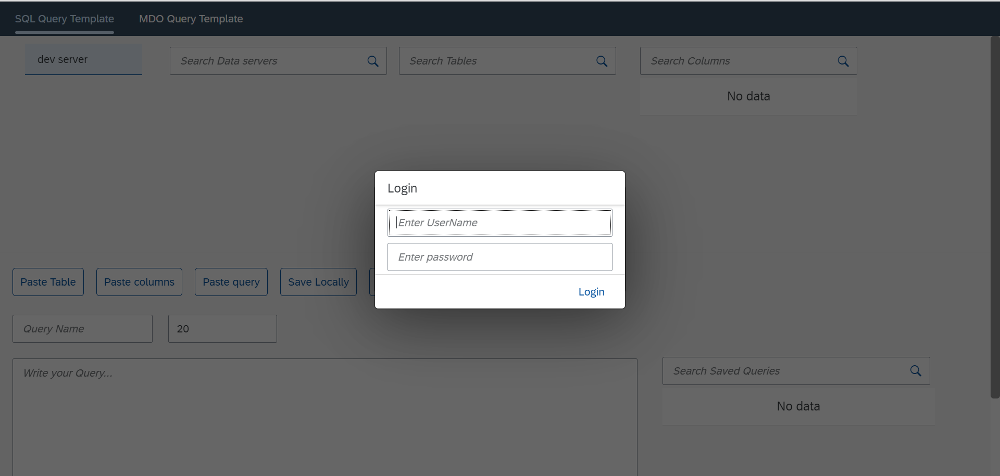 SQL Query Template MDO Query Template
dev server Search Data servers Search Tables Search Columns
No data
Login
Enter UserName
Enter password
Login
Paste Table Paste columns Paste query Save Locally
Query Name 20
Write your Query... Search Saved Queries
No data